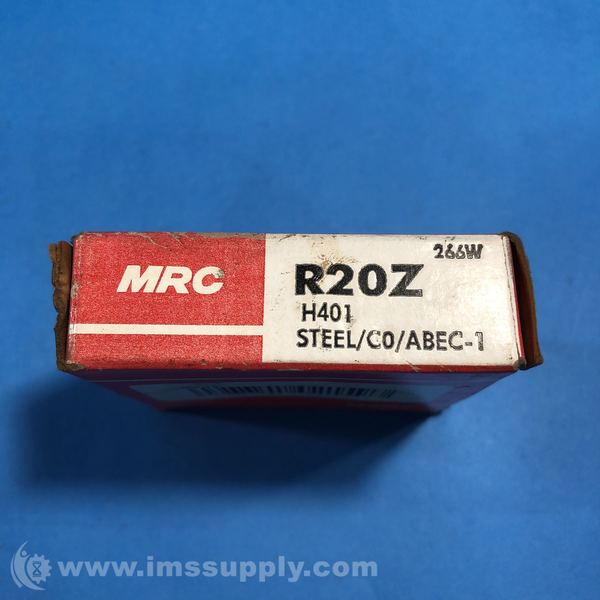 MRC
266W
R20Z
H401
STEEL/C0/ABEC-1
www.imssupply.com